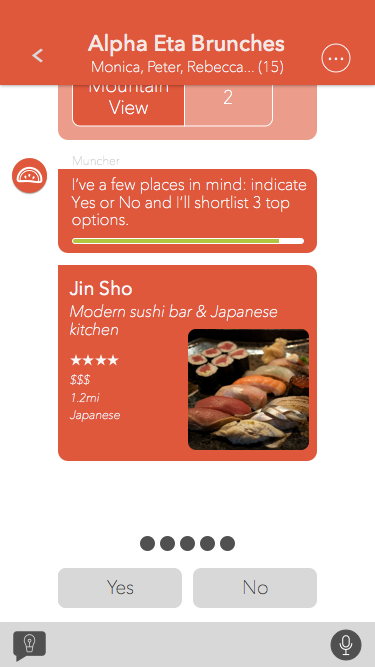 Alpha Eta Brunches
Monica, Peter, Rebecca... (15)
Mountain
View
2
Muncher
I've a few places in mind: indicate
Yes or No and I'll shortlist 3 top
options.
Jin Sho
Modern sushi bar & Japanese
kitchen
★★★★
$$$
1.2mi
Japanese
Yes
No